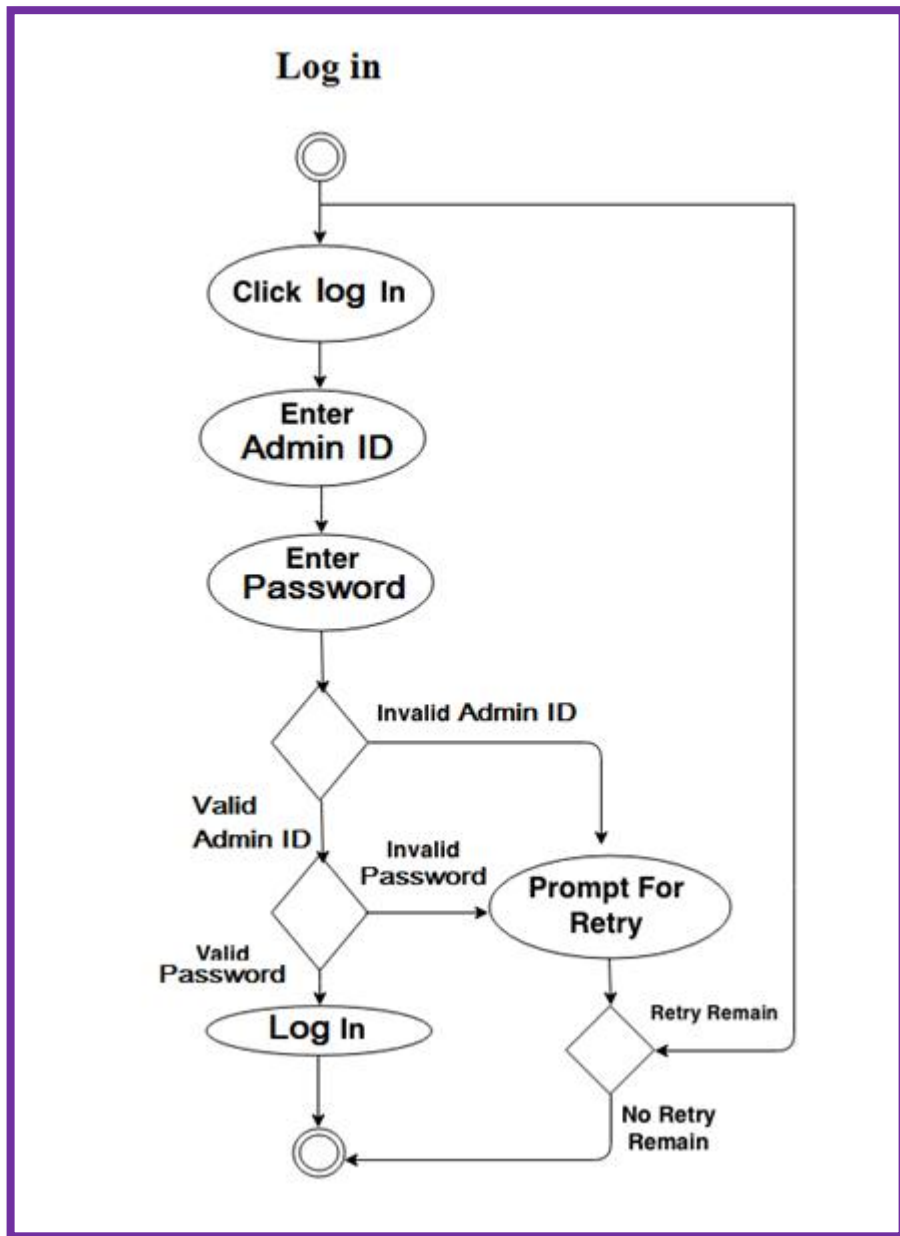 Log in
Click log In
Enter
Admin ID
Enter
Password
Invalid Admin ID
Valid
Admin ID
Invalid
Password
Prompt For
Retry
Valid
Password
Log In
Retry Remain
No Retry
Remain